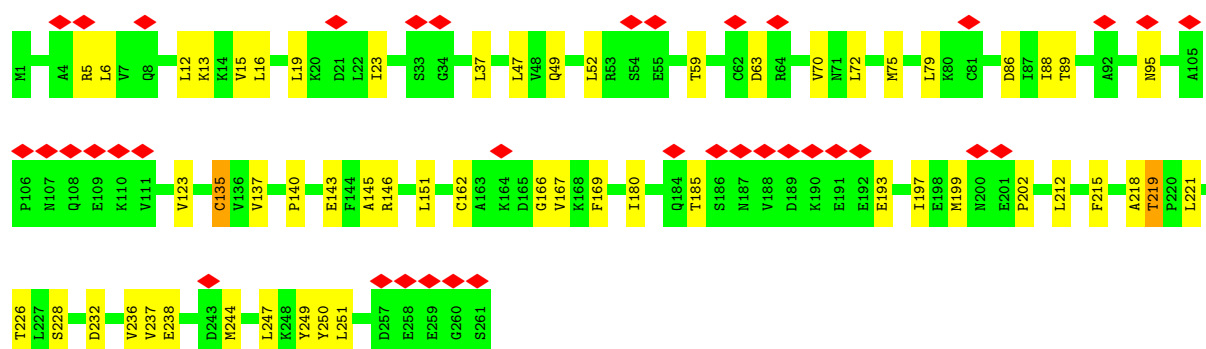 M1 A4 R5 L6 V7 Q8 L12 K13 K14 V15 L16 L19 K20 D21 L22 I23 S33 G34 L37 L47 V48 Q49 L52 R53 S54 E55 T59 C62 D63 R64 V70 N71 L72 M75 L79 K80 C81 D86 I87 I88 T89 A92 N95 A105
P106 N107 Q108 E109 K110 V111 V123 C135 V136 V137 P140 E143 F144 A145 R146 L151 C162 A163 K164 D165 G166 V167 K168 F169 I180 Q184 T185 S186 N187 V188 D189 K190 E191 E192 E193 I197 E198 M199 N200 E201 P202 L212 F215 A218 T219 P220 L221
T226 L227 S228 D232 V236 V237 E238 D243 M244 L247 K248 Y249 Y250 L251 D257 E258 E259 G260 S261